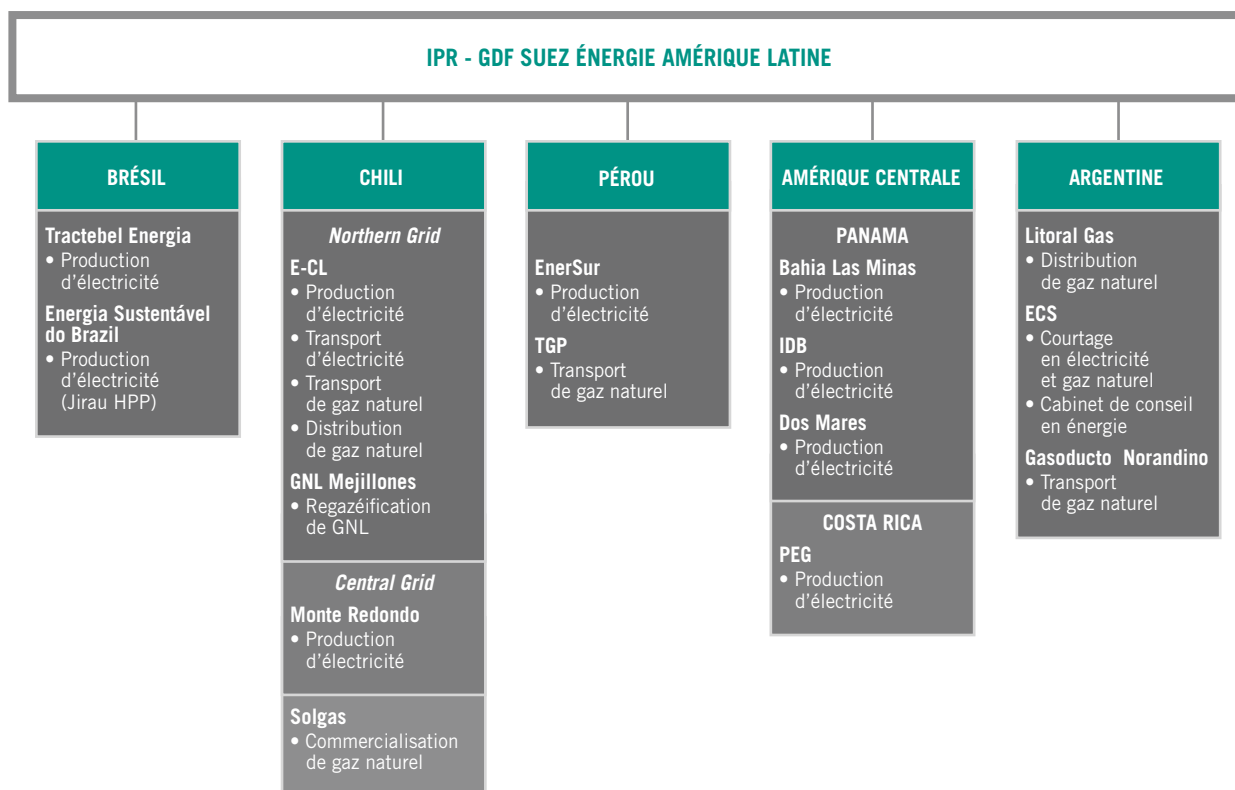 IPR - GDF SUEZ ÉNERGIE AMÉRIQUE LATINE
BRÉSIL
Tractebel Energia
• Production
d'électricité
Energia Sustentável
do Brazil
• Production
d'électricité
(Jirau HPP)
CHILI
Northern Grid
E-CL
• Production
d'électricité
• Transport
d'électricité
• Transport
de gaz naturel
• Distribution
de gaz naturel
GNL Mejillones
• Regazéification
de GNL
Central Grid
Monte Redondo
• Production
d'électricité
Solgas
• Commercialisation
de gaz naturel
PÉROU
EnerSur
• Production
d'électricité
TGP
• Transport
de gaz naturel
AMÉRIQUE CENTRALE
PANAMA
Bahia Las Minas
• Production
d'électricité
IDB
• Production
d'électricité
Dos Mares
• Production
d'électricité
COSTA RICA
PEG
• Production
d'électricité
ARGENTINE
Litoral Gas
• Distribution
de gaz naturel
ECS
• Courtage
en électricité
et gaz naturel
• Cabinet de conseil
en énergie
Gasoducto Norandino
• Transport
de gaz naturel